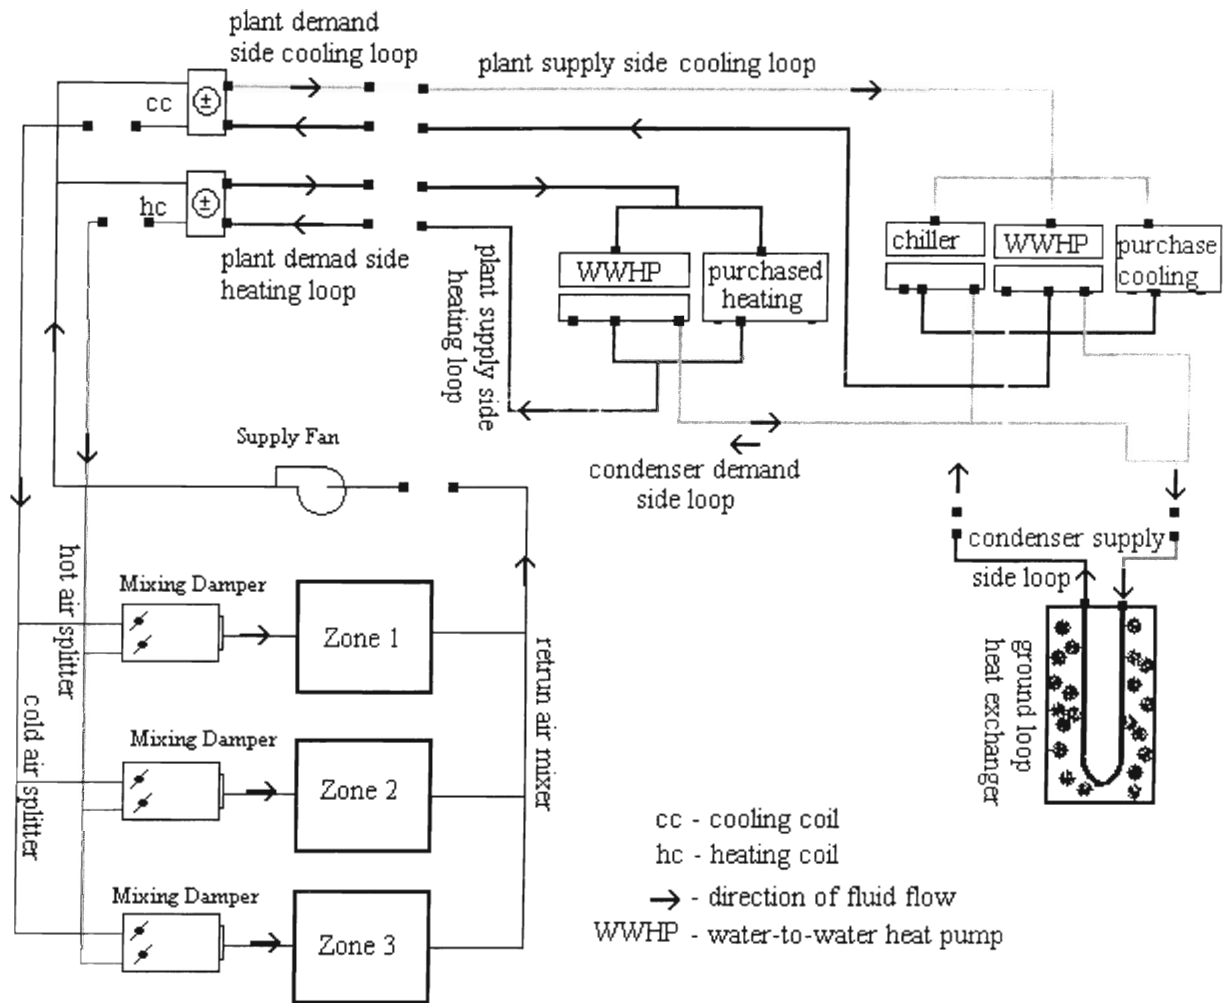 plant demand
side cooling loop
plant supply side cooling loop
cc
hc
plant demad side
heating loop
plant supply side
heating loop
WWHP
purchased
heating
chiller
WWHP
purchase
cooling
condenser demand
side loop
Supply Fan
condenser supply
side loop
ground loop
heat exchanger
hot air splitter
cold air splitter
retrun air mixer
Mixing Damper
Zone 1
Mixing Damper
Zone 2
Mixing Damper
Zone 3
cc - cooling coil
hc - heating coil
- direction of fluid flow
WWHP - water-to-water heat pump